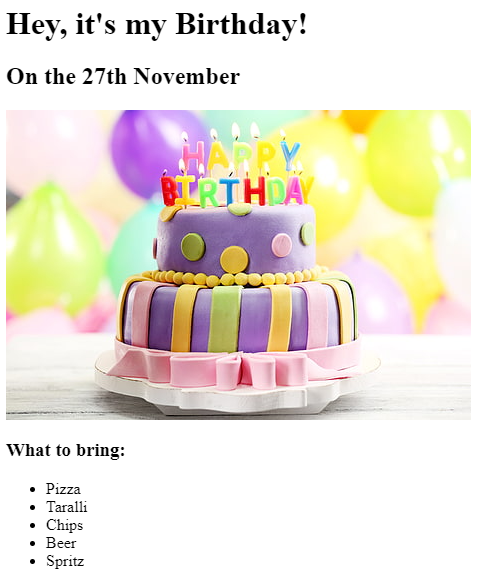 Hey, it's my Birthday!
On the 27th November
HAPPY
BIRTHDAY
What to bring:
Pizza
Taralli
Chips
Beer
Spritz